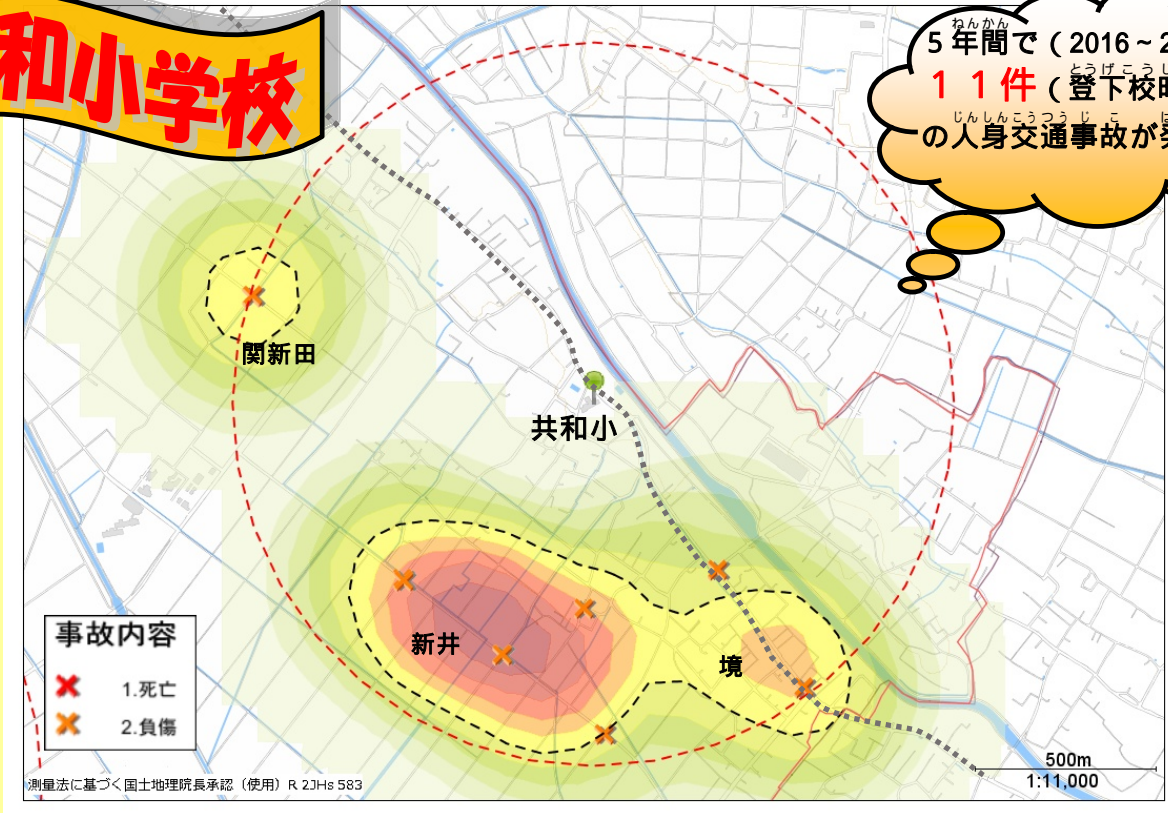 和小学校
ねんかん
5年間で(2016~2
とうげこうし
11件(登下校時
じんしんこうつうじこ は
の人身交通事故が発
関新田
共和小
新井
境
事故内容
1.死亡
2.負傷
500m
1:11,000
測量法に基づく国土地理院長承認(使用)R 2JHs 583